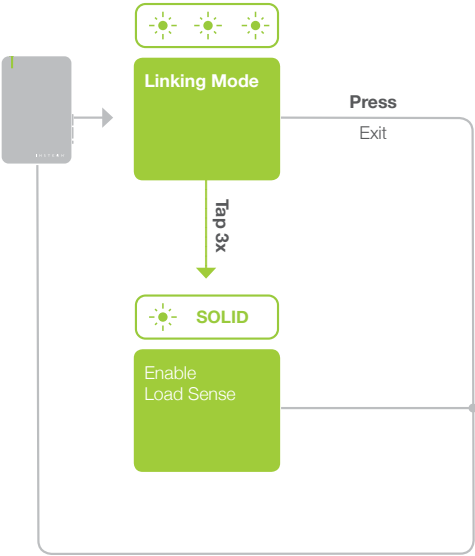 Linking Mode
Press
Exit
Tap 3x
SOLID
Enable
Load Sense